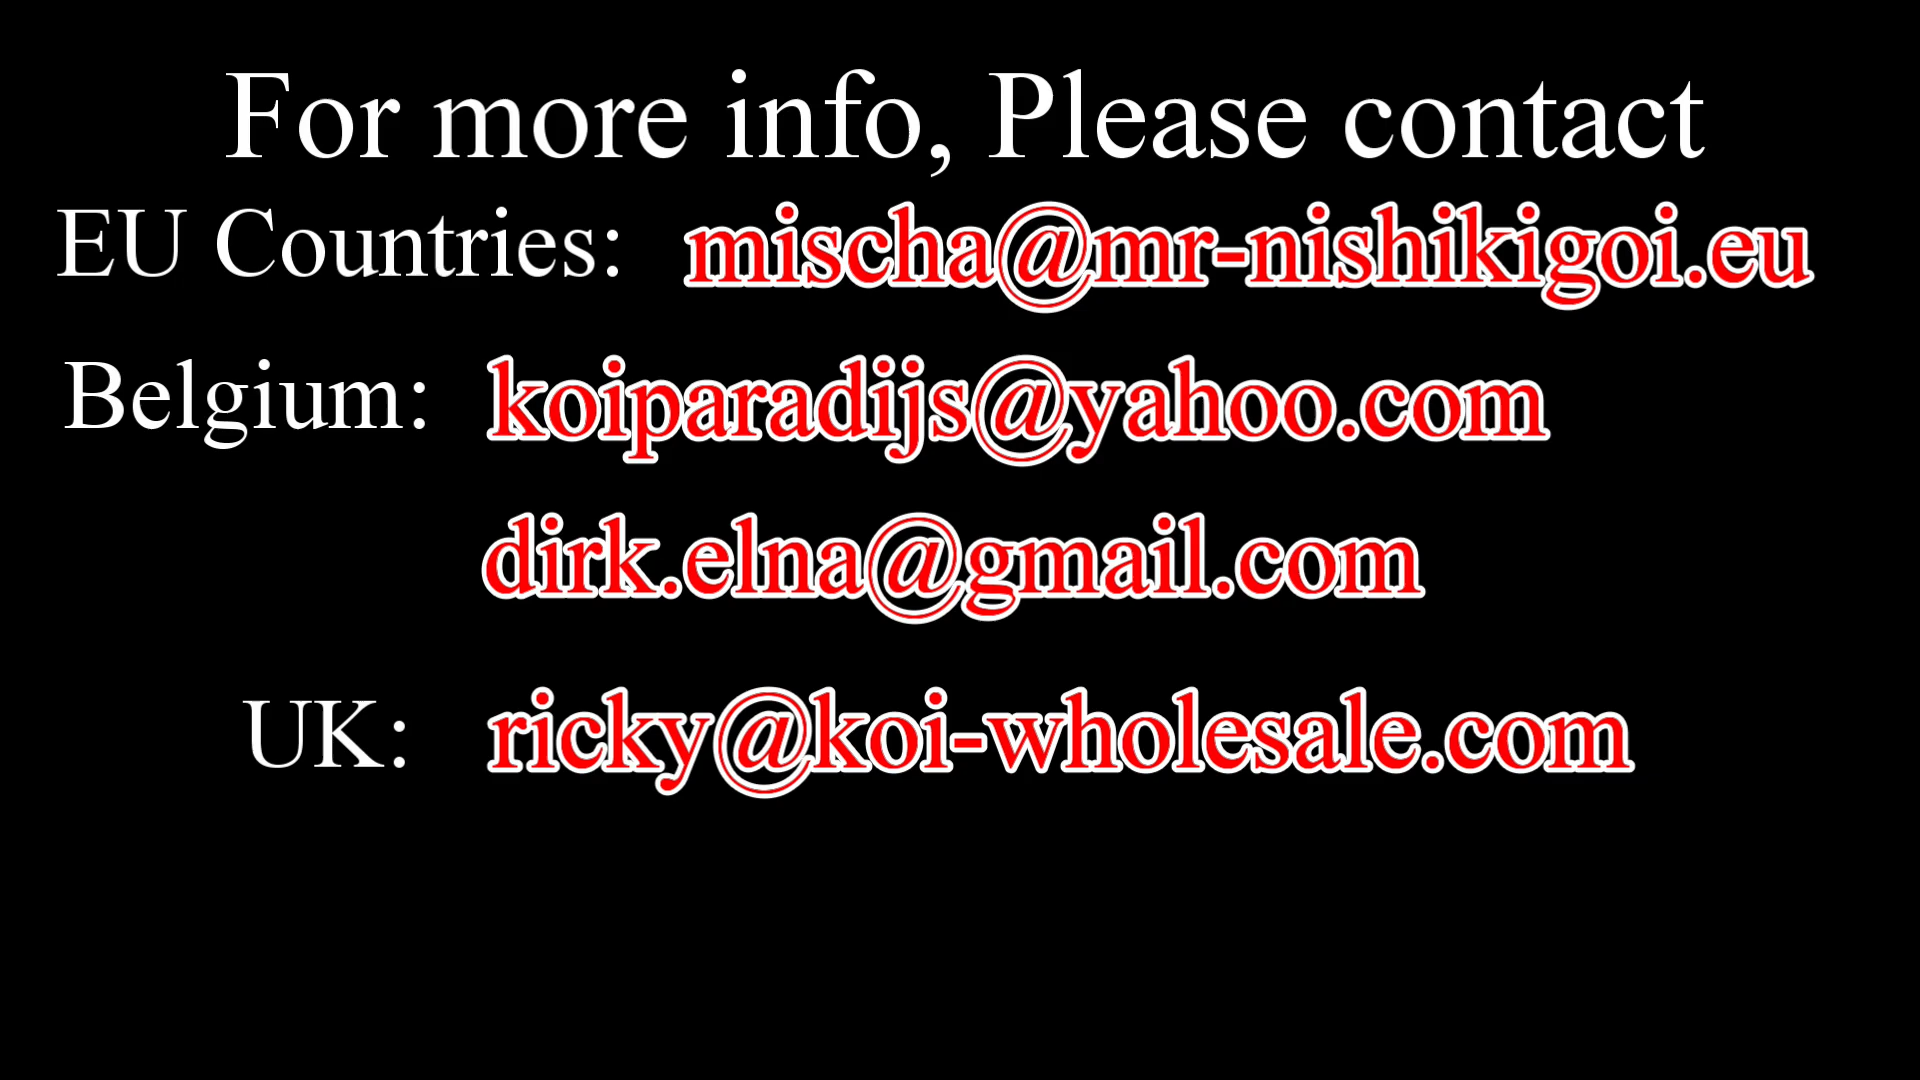 For more info, Please contact
EU Countries: mischa@mr-nishikigoi.eu
Belgium: koiparadijs@yahoo.com
dirk.elna@gmail.com
UK: ricky@koi-wholesale.com